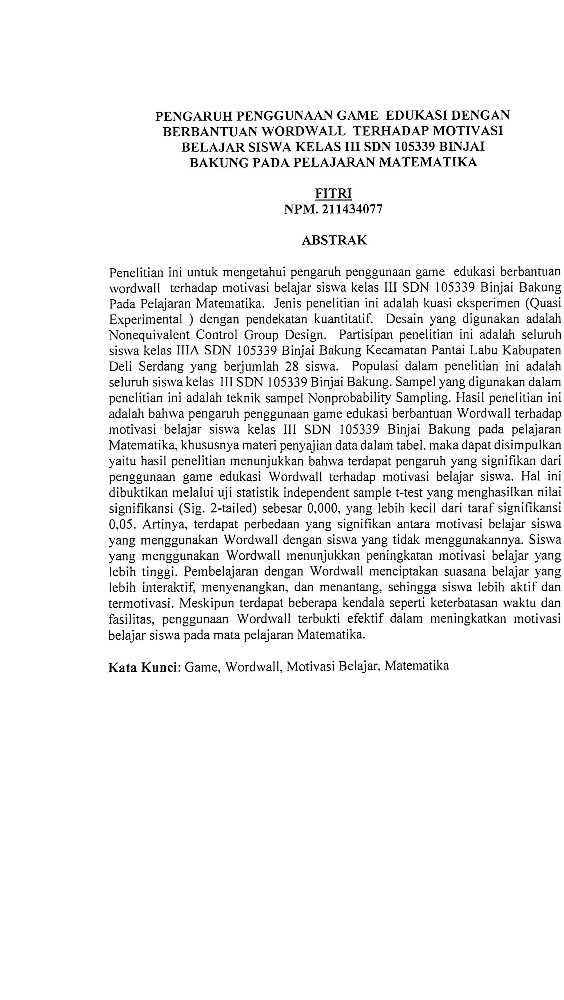 PENGARUH PENGGUNAAN GAME EDUKASI DENGAN
BERBANTUAN WORDWALL TERHADAP MOTIVASI
BELAJAR SISWA KELAS III SDN 105339 BINJAI
BAKUNG PADA PELAJARAN MATEMATIKA
FITRI
NPM. 211434077
ABSTRAK
Penelitian ini untuk mengetahui pengaruh penggunaan game edukasi berbantuan
wordwall terhadap motivasi belajar siswa kelas III SDN 105339 Binjai Bakung
Pada Pelajaran Matematika. Jenis penelitian ini adalah kuasi eksperimen (Quasi
Experimental ) dengan pendekatan kuantitatif. Desain yang digunakan adalah
Nonequivalent Control Group Design. Partisipan penelitian ini adalah seluruh
siswa kelas IIIA SDN 105339 Binjai Bakung Kecamatan Pantai Labu Kabupaten
Deli Serdang yang berjumlah 28 siswa. Populasi dalam penelitian ini adalah
seluruh siswa kelas III SDN 105339 Binjai Bakung. Sampel yang digunakan dalam
penelitian ini adalah teknik sampel Nonprobability Sampling. Hasil penelitian ini
adalah bahwa pengaruh penggunaan game edukasi berbantuan Wordwall terhadap
motivasi belajar siswa kelas III SDN 105339 Binjai Bakung pada pelajaran
Matematika, khususnya materi penyajian data dalam tabel. maka dapat disimpulkan
yaitu hasil penelitian menunjukkan bahwa terdapat pengaruh yang signifikan dari
penggunaan game edukasi Wordwall terhadap motivasi belajar siswa. Hal ini
dibuktikan melalui uji statistik independent sample t-test yang menghasilkan nilai
signifikansi (Sig. 2-tailed) sebesar 0,000, yang lebih kecil dari taraf signifikansi
0,05. Artinya, terdapat perbedaan yang signifikan antara motivasi belajar siswa
yang menggunakan Wordwall dengan siswa yang tidak menggunakannya. Siswa
yang menggunakan Wordwall menunjukkan peningkatan motivasi belajar yang
lebih tinggi. Pembelajaran dengan Wordwall menciptakan suasana belajar yang
lebih interaktif, menyenangkan, dan menantang, sehingga siswa lebih aktif dan
termotivasi. Meskipun terdapat beberapa kendala seperti keterbatasan waktu dan
fasilitas, penggunaan Wordwall terbukti efektif dalam meningkatkan motivasi
belajar siswa pada mata pelajaran Matematika.
Kata Kunci: Game, Wordwall, Motivasi Belajar, Matematika